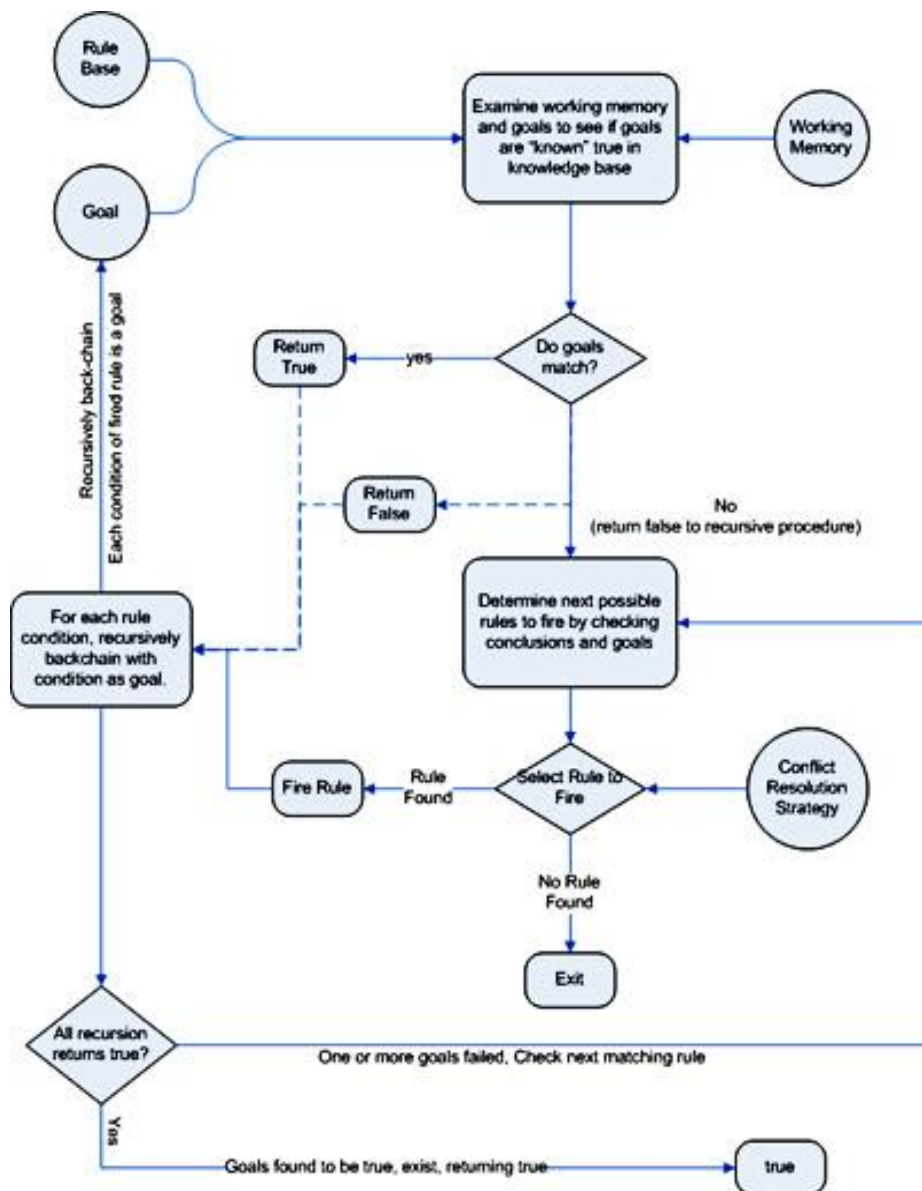 Rule
Base
Examine working memory
and goals to see if goals
are "known" true in
knowledge base
Working
Memory
Goal
Recursively back-chain
Each condition of fired rule is a goal
Return
True
yes
Do goals
match?
Return
False
No
(return false to recursive procedure)
For each rule
condition, recursively
backchain with
condition as goal.
Determine next possible
rules to fire by checking
conclusions and goals
Fire Rule
Rule
Found
Select Rule to
Fire
Conflict
Resolution
Strategy
No Rule
Found
Exit
All recursion
returns true?
One or more goals failed, Check next matching rule
Yes
Goals found to be true, exist, returning true
true